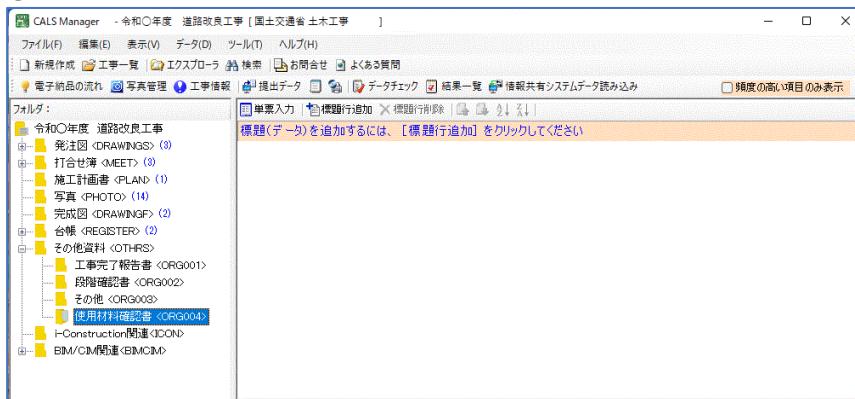 CALS Manager - 令和○年度 道路改良工事 [ 国土交通省 土木工事 ]
ファイル(F) 編集(E) 表示(V) データ(D) ツール(T) ヘルプ(H)
新規作成 工事一覧 エクスプローラ 検索 お問合せ よくある質問
電子納品の流れ 写真管理 工事情報 提出データ データチェック 結果一覧 情報共有システムデータ読み込み 頻度の高い項目のみ表示
フォルダ: 単票入力 標題行追加 標題行削除
標題(データ)を追加するには、[標題行追加] をクリックしてください
令和○年度 道路改良工事
発注図 <DRAWINGS> (3)
打合せ簿 <MEET> (3)
施工計画書 <PLAN> (1)
写真 <PHOTO> (14)
完成図 <DRAWINGF> (2)
台帳 <REGISTER> (2)
その他資料 <OTHRS>
工事完了報告書 <ORG001>
段階確認書 <ORG002>
その他 <ORG003>
使用材料確認書 <ORG004>
i-Construction関連<ICON>
BIM/CIM関連<BIMCIM>